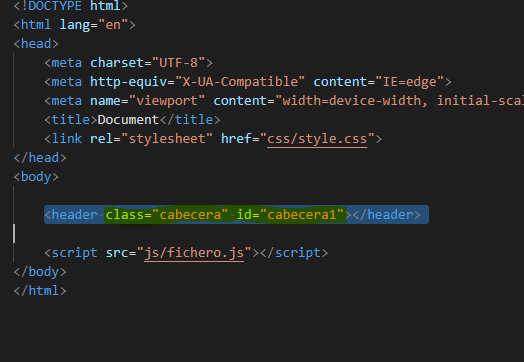 <!DOCTYPE html>
<html lang="en">
<head>
    <meta charset="UTF-8">
    <meta http-equiv="X-UA-Compatible" content="IE=edge">
    <meta name="viewport" content="width=device-width, initial-scal
    <title>Document</title>
    <link rel="stylesheet" href="css/style.css">
</head>
<body>
    <header class="cabecera" id="cabecera1"></header>
    <script src="js/fichero.js"></script>
</body>
</html>